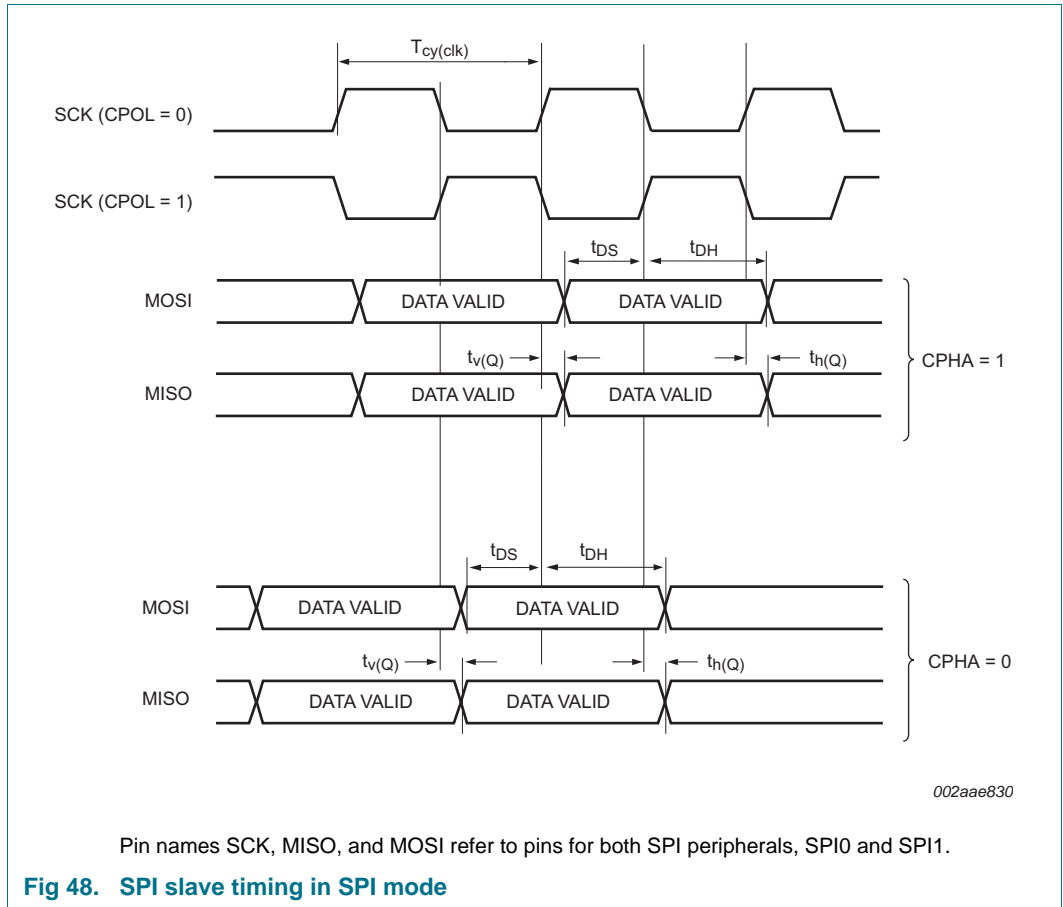 Tcy(clk)
SCK (CPOL = 0)
SCK (CPOL = 1)
tDS tDH
MOSI DATA VALID DATA VALID
tv(Q) th(Q)
CPHA = 1
MISO DATA VALID DATA VALID
tDS tDH
MOSI DATA VALID DATA VALID
tv(Q) th(Q)
CPHA = 0
MISO DATA VALID DATA VALID
002aae830
Pin names SCK, MISO, and MOSI refer to pins for both SPI peripherals, SPI0 and SPI1.
Fig 48. SPI slave timing in SPI mode